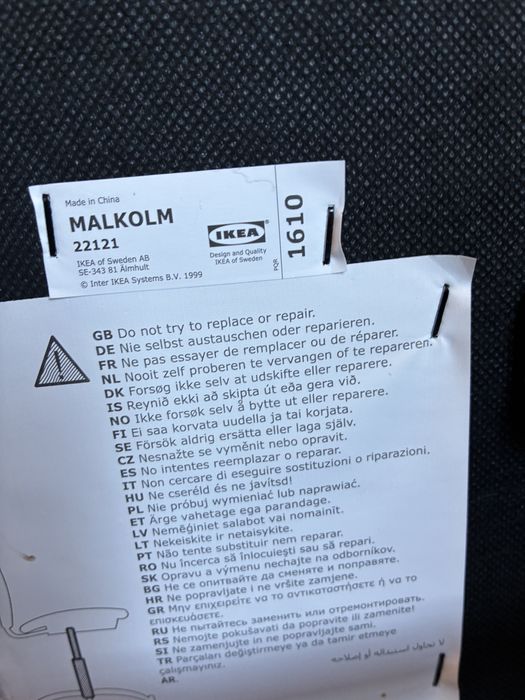 Made in China
MALKOLM
22121
IKEA of Sweden AB
SE-343 81 Älmhult
© Inter IKEA Systems B.V. 1999
IKEA
®
Design and Quality
IKEA of Sweden
PQR
1610
GB Do not try to replace or repair.
DE Nie selbst austauschen oder reparieren.
FR Ne pas essayer de remplacer ou de réparer.
NL Nooit zelf proberen te vervangen of te repareren.
DK Forsøg ikke selv at udskifte eller reparere.
IS Reynið ekki að skipta út eða gera við.
NO Ikke forsøk selv å bytte ut eller reparere.
FI Ei saa korvata uudella ja tai korjata.
SE Försök aldrig ersätta eller laga själv.
CZ Nesnažte se vyměnit nebo opravit.
ES No intentes reemplazar o reparar.
IT Non cercare di eseguire sostituzioni o riparazioni.
HU Ne cseréld és ne javítsd!
PL Nie próbuj wymieniać lub naprawiać.
ET Ärge vahetage ega parandage.
LV Nemēģiniet salabot vai nomainīt.
LT Nekeiskite ir netaisykite.
PT Não tente substituir nem reparar.
RO Nu încerca să înlocuieşti sau să repari.
SK Opravu a výmenu nechajte na odborníkov.
BG Не се опитвайте да сменяте и поправяте.
HR Ne popravljate i ne vršite zamjene.
GR Μην επιχειρείτε να το αντικαταστήσετε ή να το
επισκευάσετε.
RU Не пытайтесь заменить или отремонтировать.
RS Nemojte pokušavati da popravite ili zamenite!
SI Ne zamenjujte in ne popravljajte sami.
TR Parçaları değiştirmeye ya da tamir etmeye
çalışmayınız.
AR.
لا تحاول استبداله أو إصلاحه